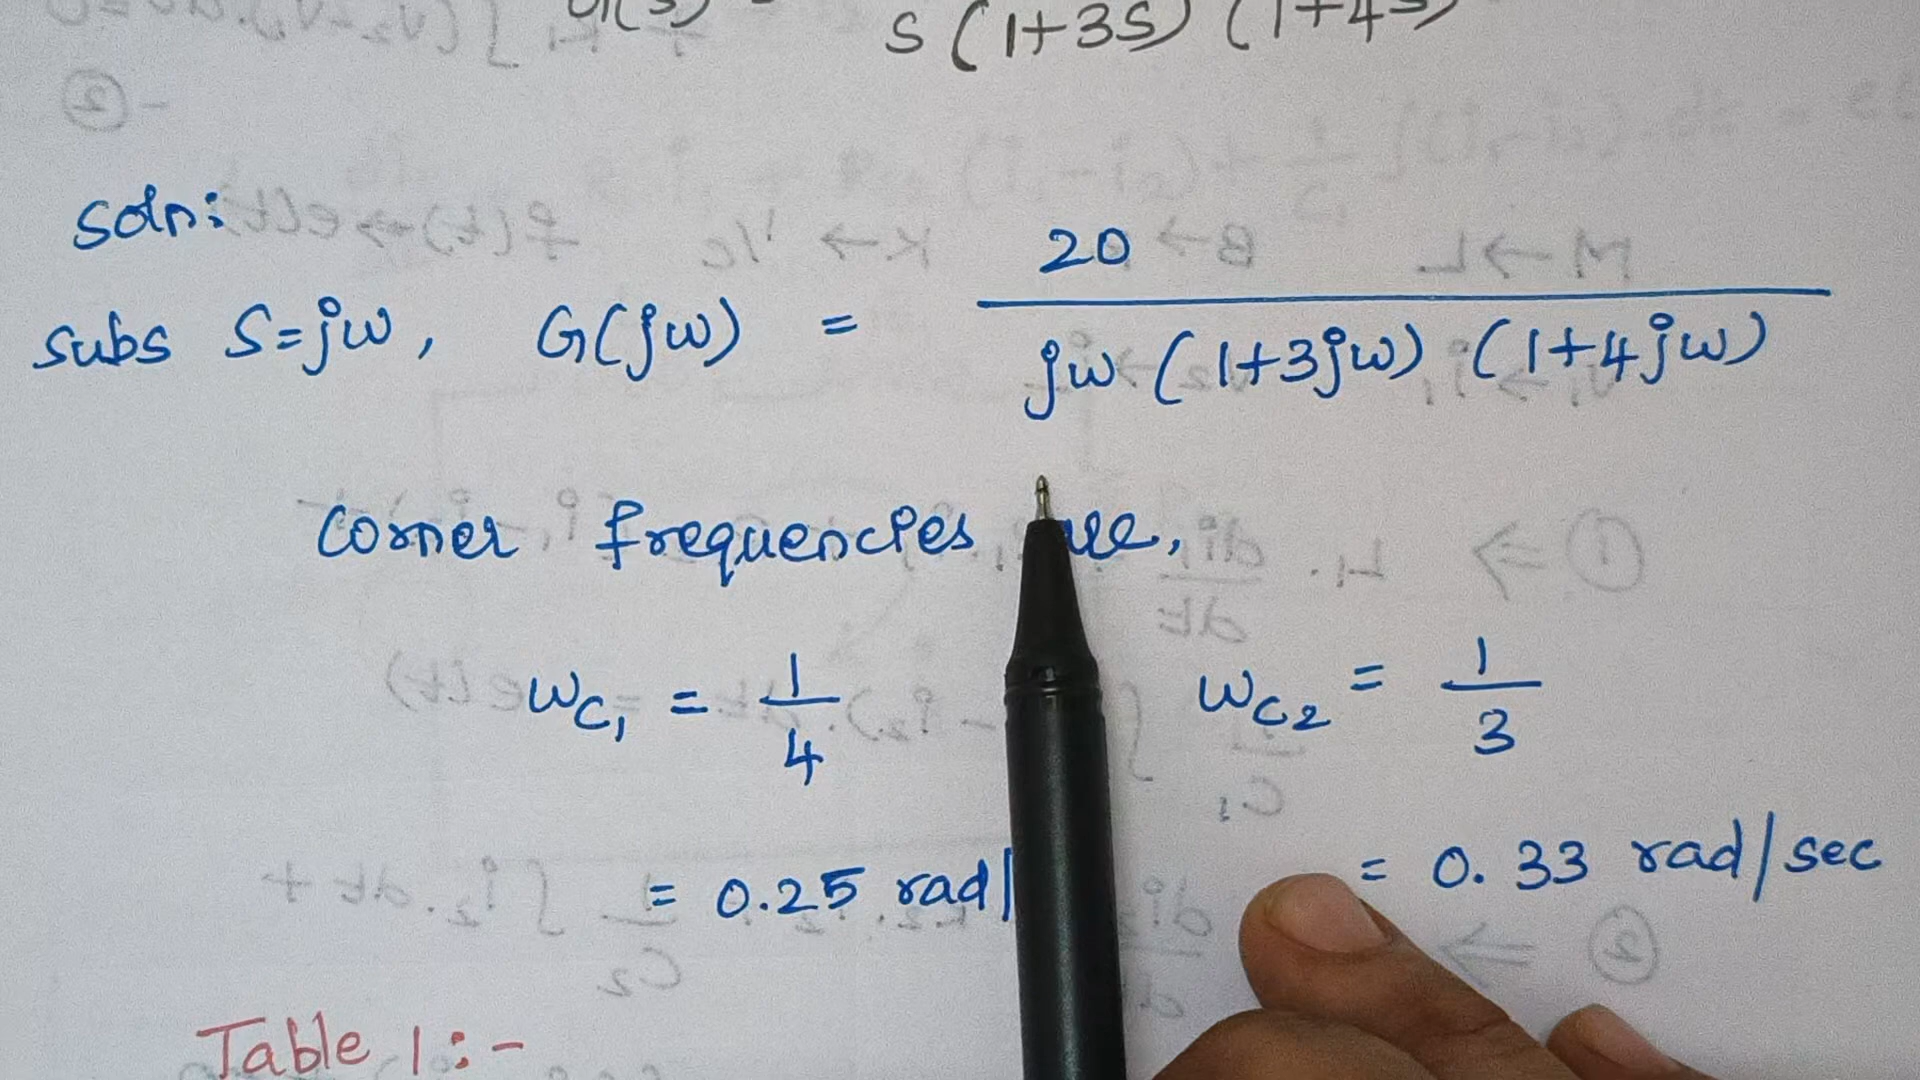 S (1+3S) (1+4S)
Soln:
Subs S=jω, G(jω) = 20 / jω (1+3jω) (1+4jω)
Corner frequencies are,
ωc1 = 1/4 ωc2 = 1/3
= 0.25 rad/ = 0.33 rad/sec
Table 1:-